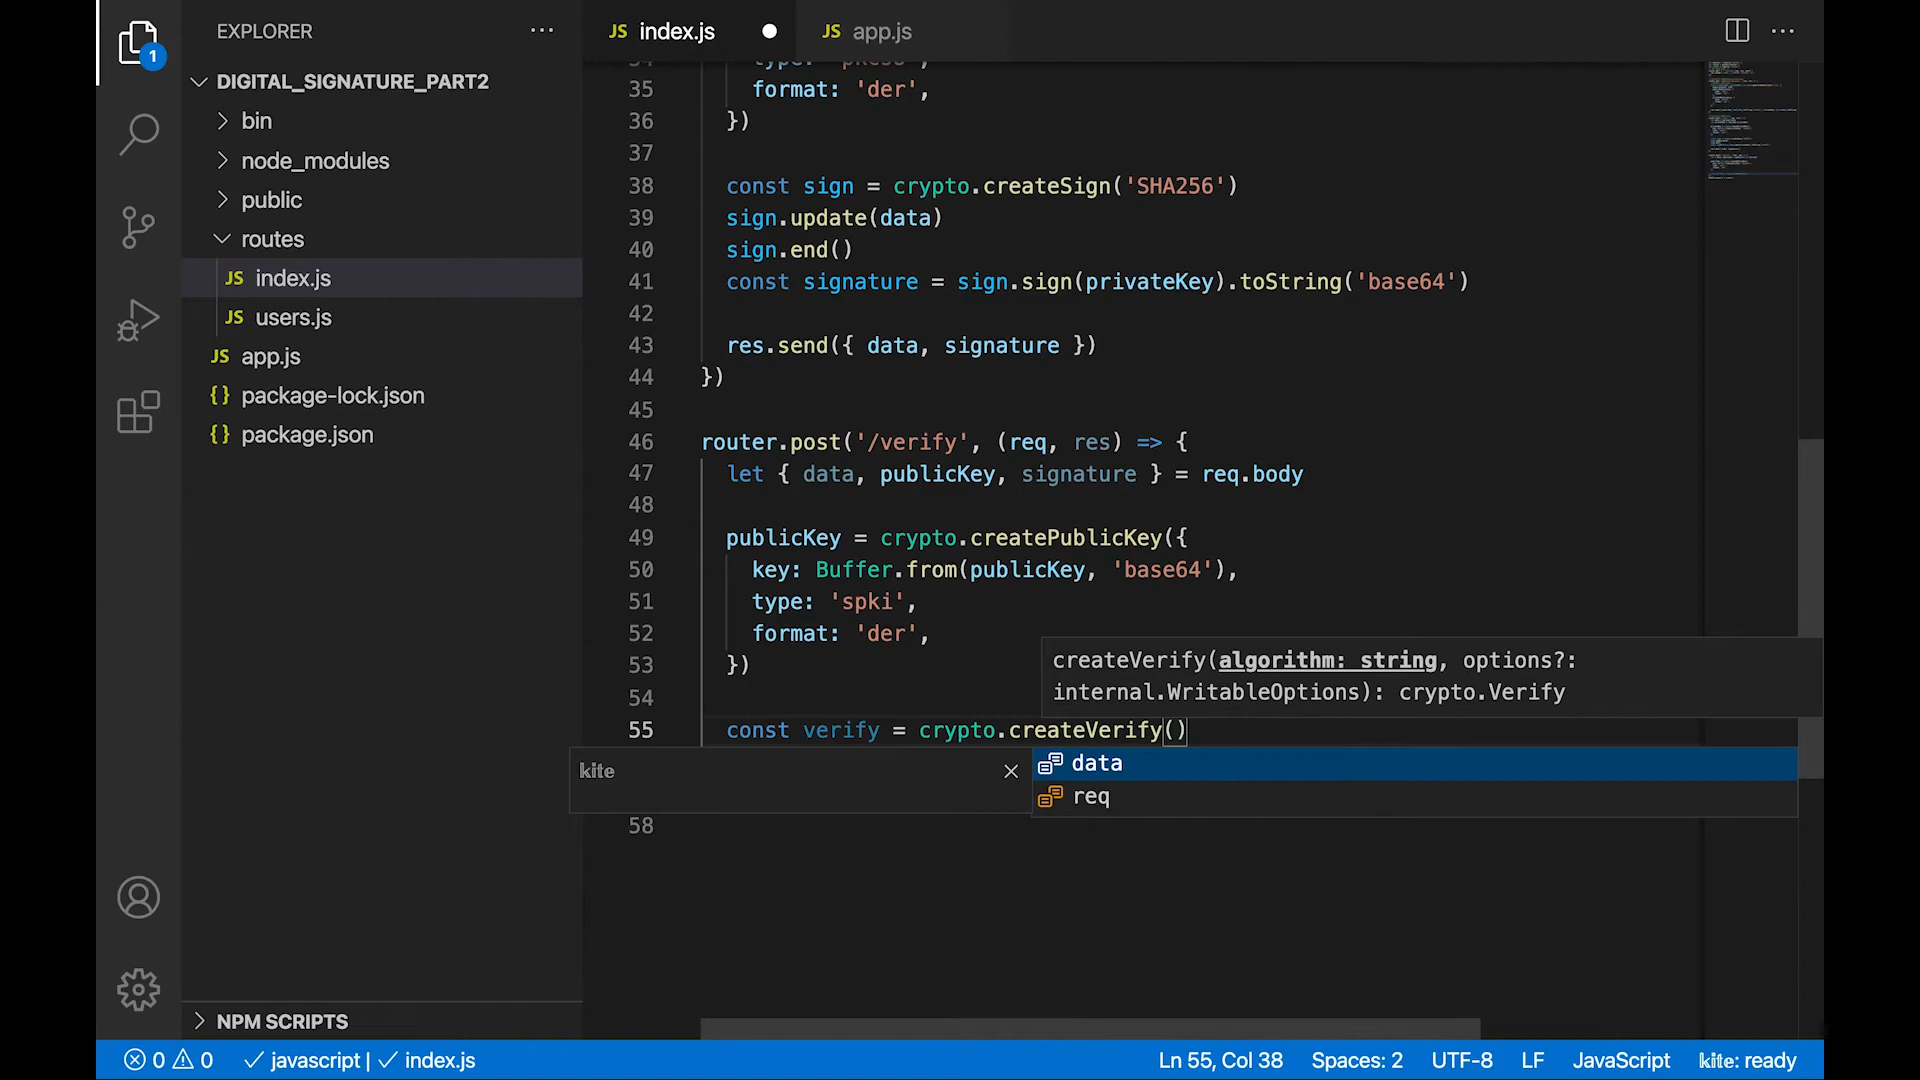 EXPLORER
1
DIGITAL_SIGNATURE_PART2
bin
node_modules
public
routes
JS index.js
JS users.js
JS app.js
{} package-lock.json
{} package.json
NPM SCRIPTS
JS index.js
JS app.js
35 format: 'der',
36 })
37
38 const sign = crypto.createSign('SHA256')
39 sign.update(data)
40 sign.end()
41 const signature = sign.sign(privateKey).toString('base64')
42
43 res.send({ data, signature })
44 })
45
46 router.post('/verify', (req, res) => {
47 let { data, publicKey, signature } = req.body
48
49 publicKey = crypto.createPublicKey({
50 key: Buffer.from(publicKey, 'base64'),
51 type: 'spki',
52 format: 'der',
53 })
54
55 const verify = crypto.createVerify()
createVerify(algorithm: string, options?:
internal.WritableOptions): crypto.Verify
kite
data
req
58
0 0 javascript | index.js
Ln 55, Col 38 Spaces: 2 UTF-8 LF JavaScript kite: ready